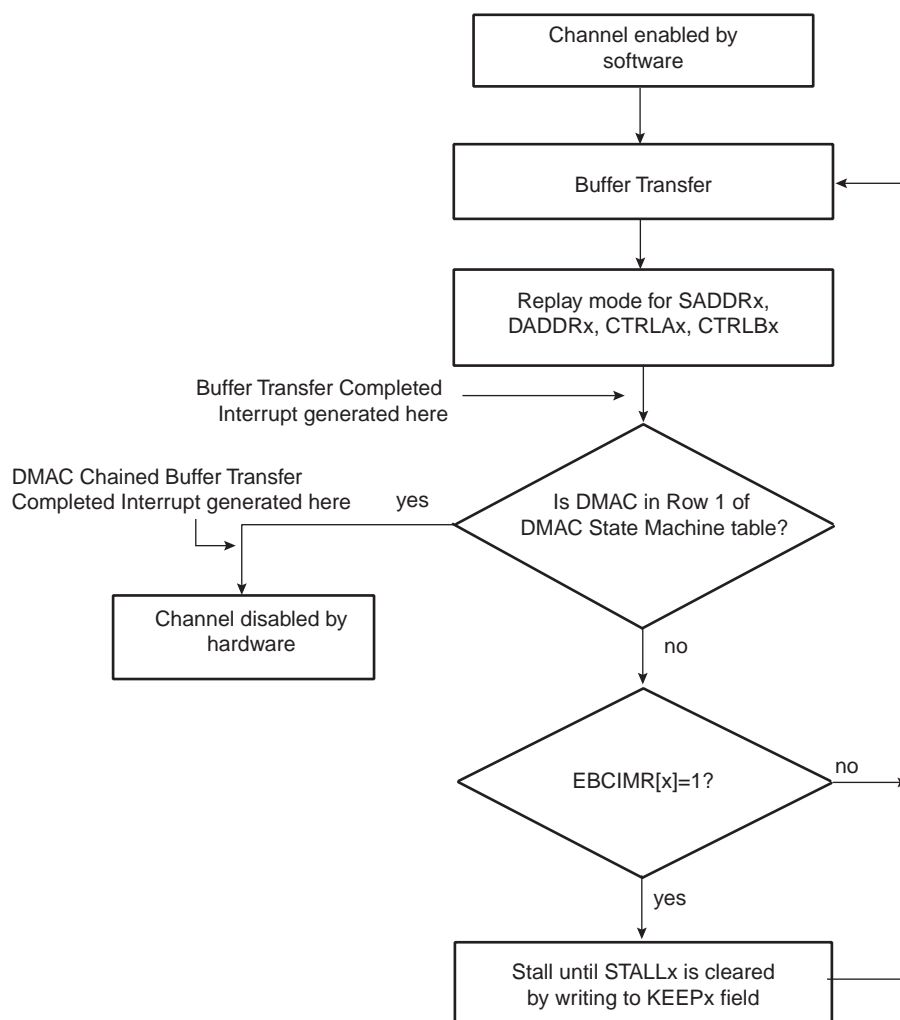 Channel enabled by
software
Buffer Transfer
Replay mode for SADDRx,
DADDRx, CTRLAx, CTRLBx
Buffer Transfer Completed
Interrupt generated here
DMAC Chained Buffer Transfer
Completed Interrupt generated here
yes
Is DMAC in Row 1 of
DMAC State Machine table?
Channel disabled by
hardware
no
EBCIMR[x]=1?
no
yes
Stall until STALLx is cleared
by writing to KEEPx field